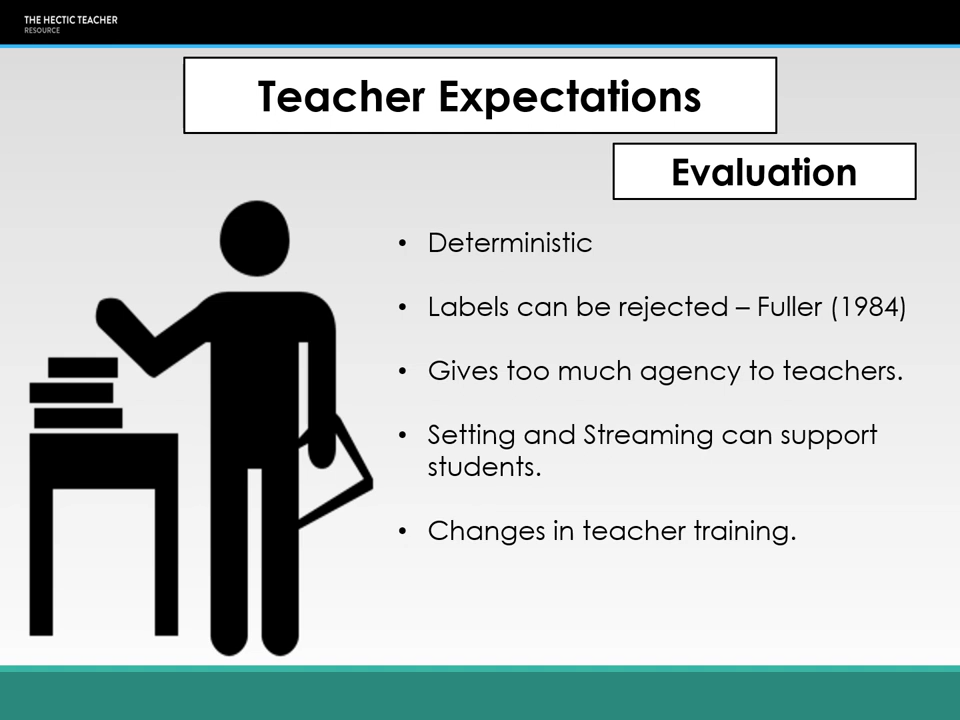 THE HECTIC TEACHER
RESOURCE
Teacher Expectations
Evaluation
• Deterministic
• Labels can be rejected – Fuller (1984)
• Gives too much agency to teachers.
• Setting and Streaming can support
students.
• Changes in teacher training.